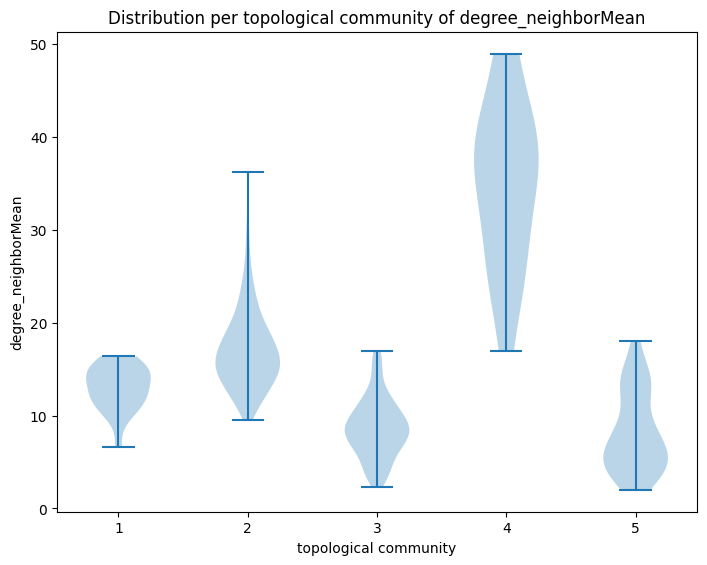 Distribution per topological community of degree_neighborMean
50
40
30
20
10
0
degree_neighborMean
1 2 3 4 5
topological community